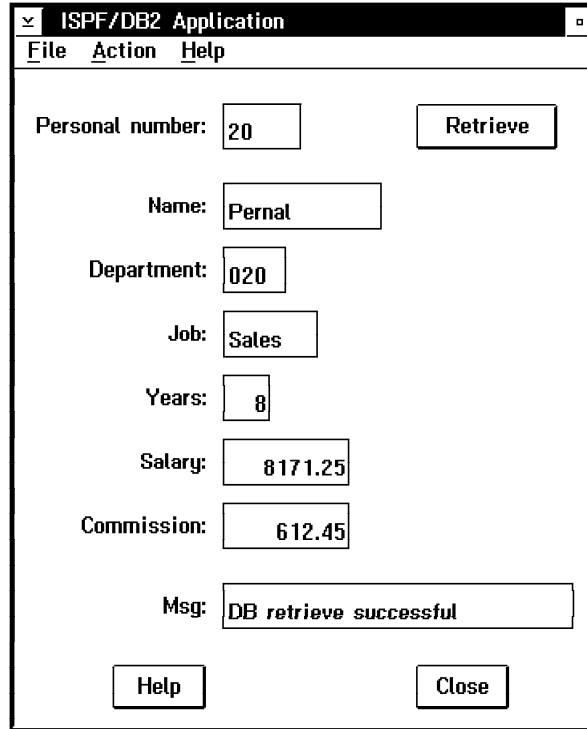 ISPF/DB2 Application
File Action Help
Personal number: 20 Retrieve
Name: Pernal
Department: 020
Job: Sales
Years: 8
Salary: 8171.25
Commission: 612.45
Msg: DB retrieve successful
Help Close